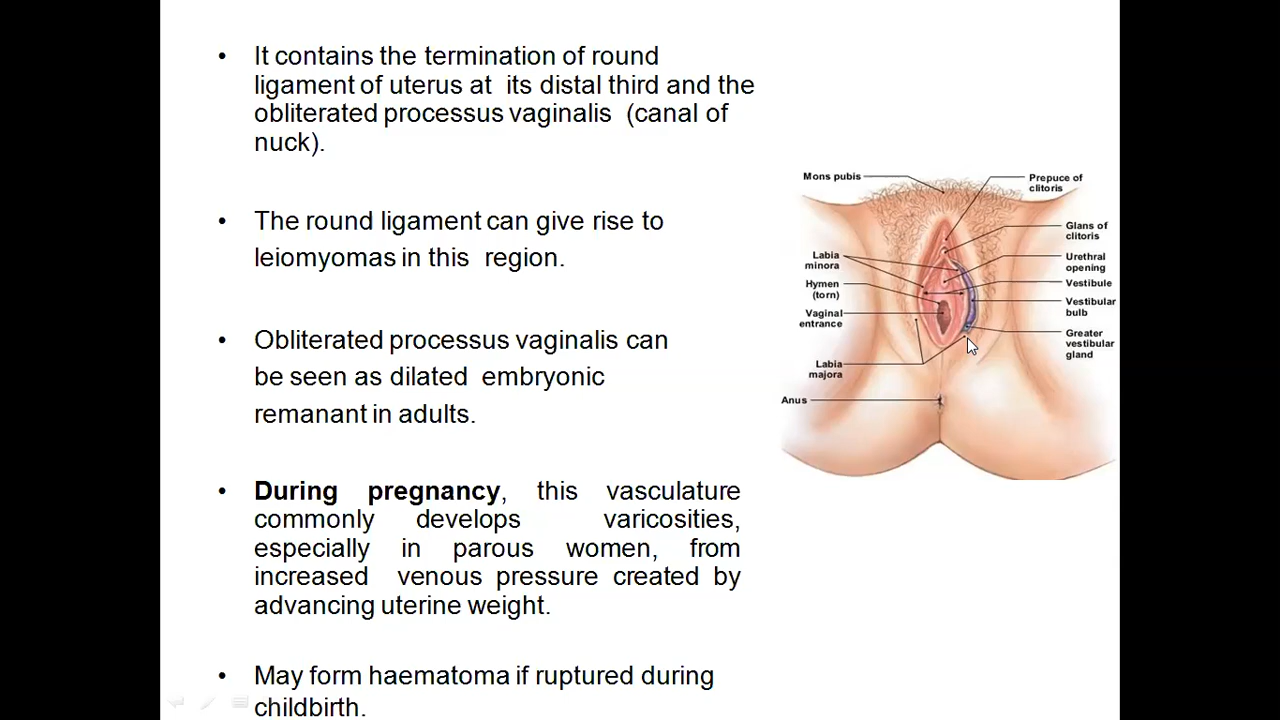 • It contains the termination of round
ligament of uterus at its distal third and the
obliterated processus vaginalis (canal of
nuck).
• The round ligament can give rise to
leiomyomas in this region.
• Obliterated processus vaginalis can
be seen as dilated embryonic
remanant in adults.
• During pregnancy, this vasculature
commonly develops varicosities,
especially in parous women, from
increased venous pressure created by
advancing uterine weight.
• May form haematoma if ruptured during
childbirth.
Mons pubis
Labia
minora
Hymen
(torn)
Vaginal
entrance
Labia
majora
Anus
Prepuce of
clitoris
Glans of
clitoris
Urethral
opening
Vestibule
Vestibular
bulb
Greater
vestibular
gland